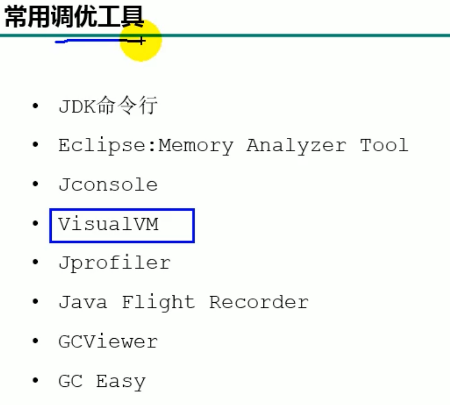 常用调优工具
• JDK命令行
• Eclipse:Memory Analyzer Tool
• Jconsole
• VisualVM
• Jprofiler
• Java Flight Recorder
• GCViewer
• GC Easy